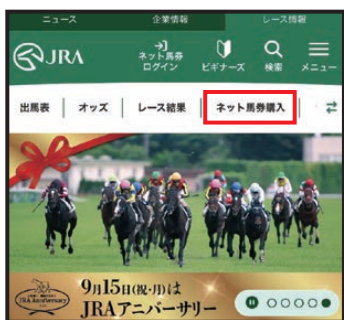 ニュース 企業情報 レース情報
JRA
ネット馬券
ログイン ビギナーズ 検索 メニュー
出馬表 オッズ レース結果 ネット馬券購入
JRA Anniversary
9月15日(祝・月)は
JRAアニバーサリー